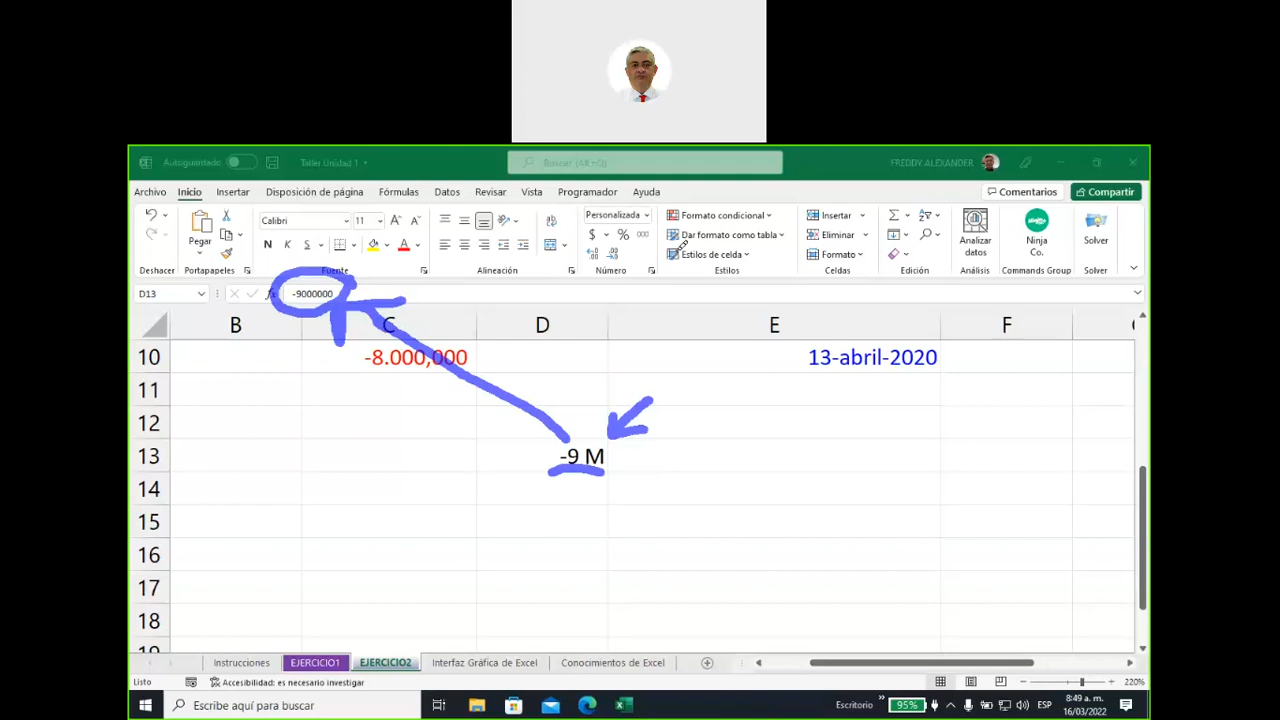 Autoguardado
Taller Unidad 1
Buscar (Alt+Q)
FREDDY ALEXANDER
Archivo Inicio Insertar Disposición de página Fórmulas Datos Revisar Vista Programador Ayuda Comentarios Compartir
Calibri 11 Personalizada Formato condicional Insertar
Pegar N K S A $ % 000 Dar formato como tabla Eliminar Analizar datos Ninja Co. Solver
Estilos de celda Formato
Deshacer Portapapeles Fuente Alineación Número Estilos Celdas Edición Análisis Commands Group Solver
D13 fx -9000000
B C D E F
10 -8.000,000 13-abril-2020
11
12
13 -9 M
14
15
16
17
18
Instrucciones EJERCICIO1 EJERCICIO2 Interfaz Gráfica de Excel Conocimientos de Excel
Listo Accesibilidad: es necesario investigar 220%
Escribe aquí para buscar Escritorio 95% ESP 8:49 a. m.
16/03/2022